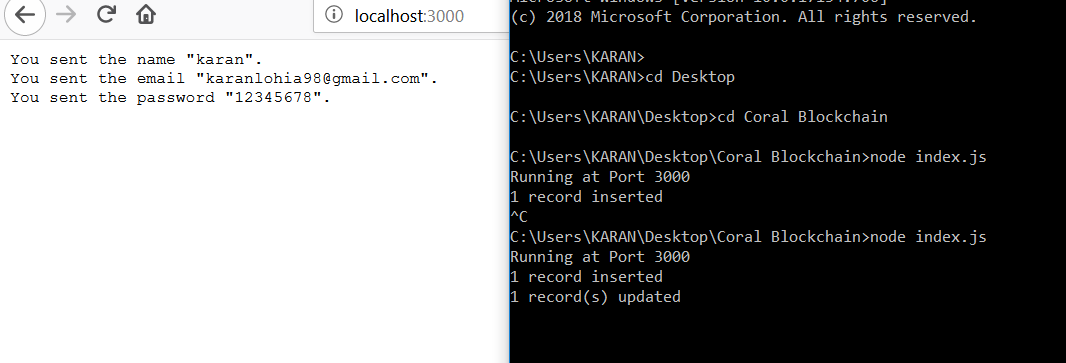 localhost:3000
You sent the name "karan".
You sent the email "karanlohia98@gmail.com".
You sent the password "12345678".
(c) 2018 Microsoft Corporation. All rights reserved.
C:\Users\KARAN>
C:\Users\KARAN>cd Desktop
C:\Users\KARAN\Desktop>cd Coral Blockchain
C:\Users\KARAN\Desktop\Coral Blockchain>node index.js
Running at Port 3000
1 record inserted
^C
C:\Users\KARAN\Desktop\Coral Blockchain>node index.js
Running at Port 3000
1 record inserted
1 record(s) updated